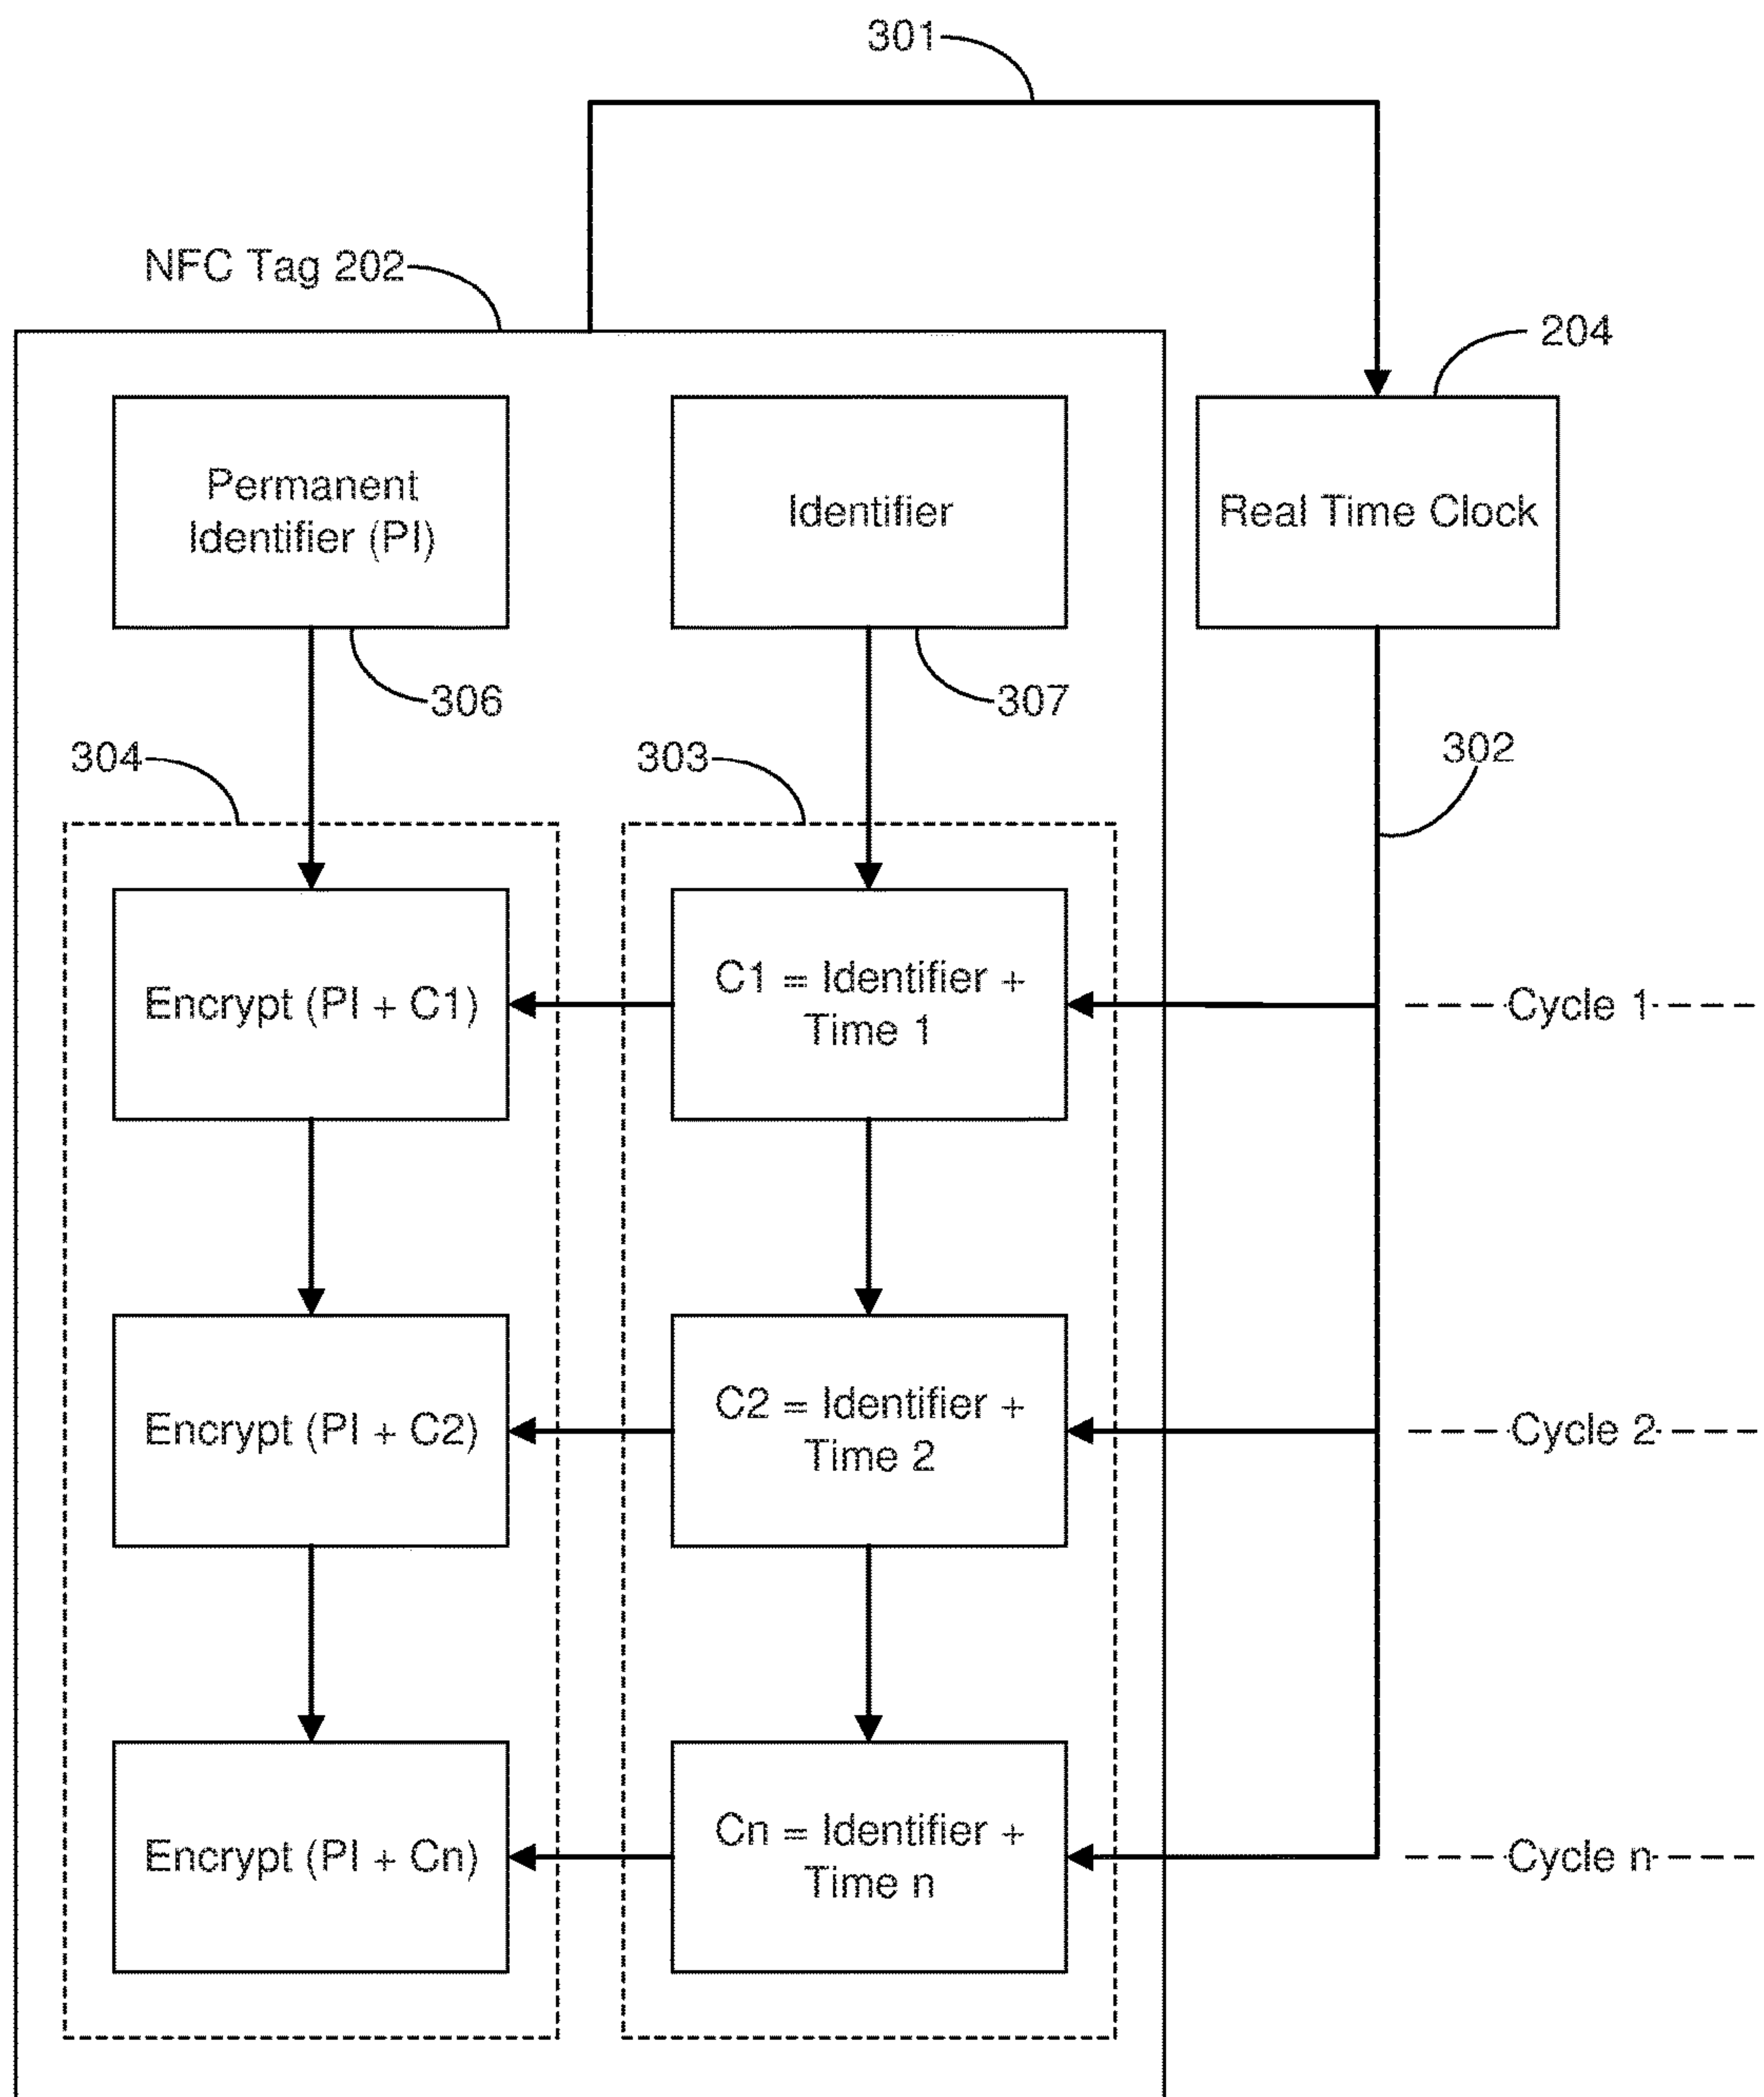 301
NFC Tag 202
204
Permanent
Identifier (PI)
Identifier
Real Time Clock
306
307
304
303
302
Encrypt (PI + C1)
C1 = Identifier +
Time 1
Cycle 1
Encrypt (PI + C2)
C2 = Identifier +
Time 2
Cycle 2
Encrypt (PI + Cn)
Cn = Identifier +
Time n
Cycle n